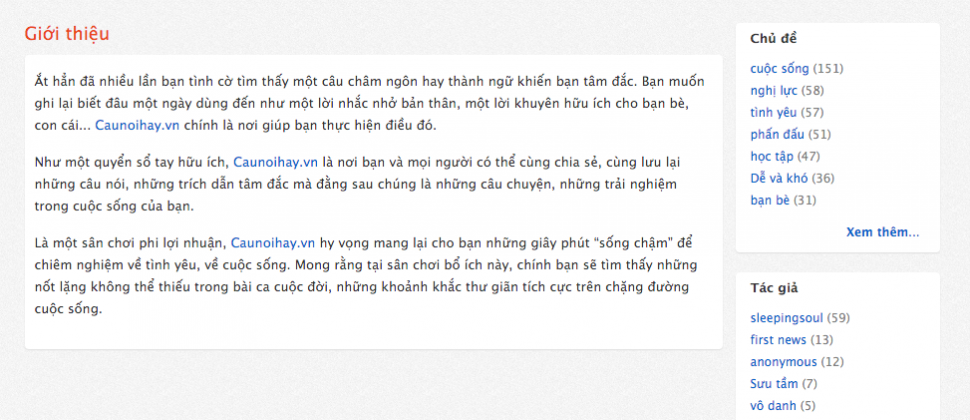 Giới thiệu
Ắt hẳn đã nhiều lần bạn tình cờ tìm thấy một câu châm ngôn hay thành ngữ khiến bạn tâm đắc. Bạn muốn
ghi lại biết đâu một ngày dùng đến như một lời nhắc nhở bản thân, một lời khuyên hữu ích cho bạn bè,
con cái... Caunoihay.vn chính là nơi giúp bạn thực hiện điều đó.
Như một quyển sổ tay hữu ích, Caunoihay.vn là nơi bạn và mọi người có thể cùng chia sẻ, cùng lưu lại
những câu nói, những trích dẫn tâm đắc mà đằng sau chúng là những câu chuyện, những trải nghiệm
trong cuộc sống của bạn.
Là một sân chơi phi lợi nhuận, Caunoihay.vn hy vọng mang lại cho bạn những giây phút “sống chậm” để
chiêm nghiệm về tình yêu, về cuộc sống. Mong rằng tại sân chơi bổ ích này, chính bạn sẽ tìm thấy những
nốt lặng không thể thiếu trong bài ca cuộc đời, những khoảnh khắc thư giãn tích cực trên chặng đường
cuộc sống.
Chủ đề
cuộc sống (151)
nghị lực (58)
tình yêu (57)
phấn đấu (51)
học tập (47)
Dễ và khó (36)
bạn bè (31)
Xem thêm...
Tác giả
sleepingsoul (59)
first news (13)
anonymous (12)
Sưu tầm (7)
vô danh (5)